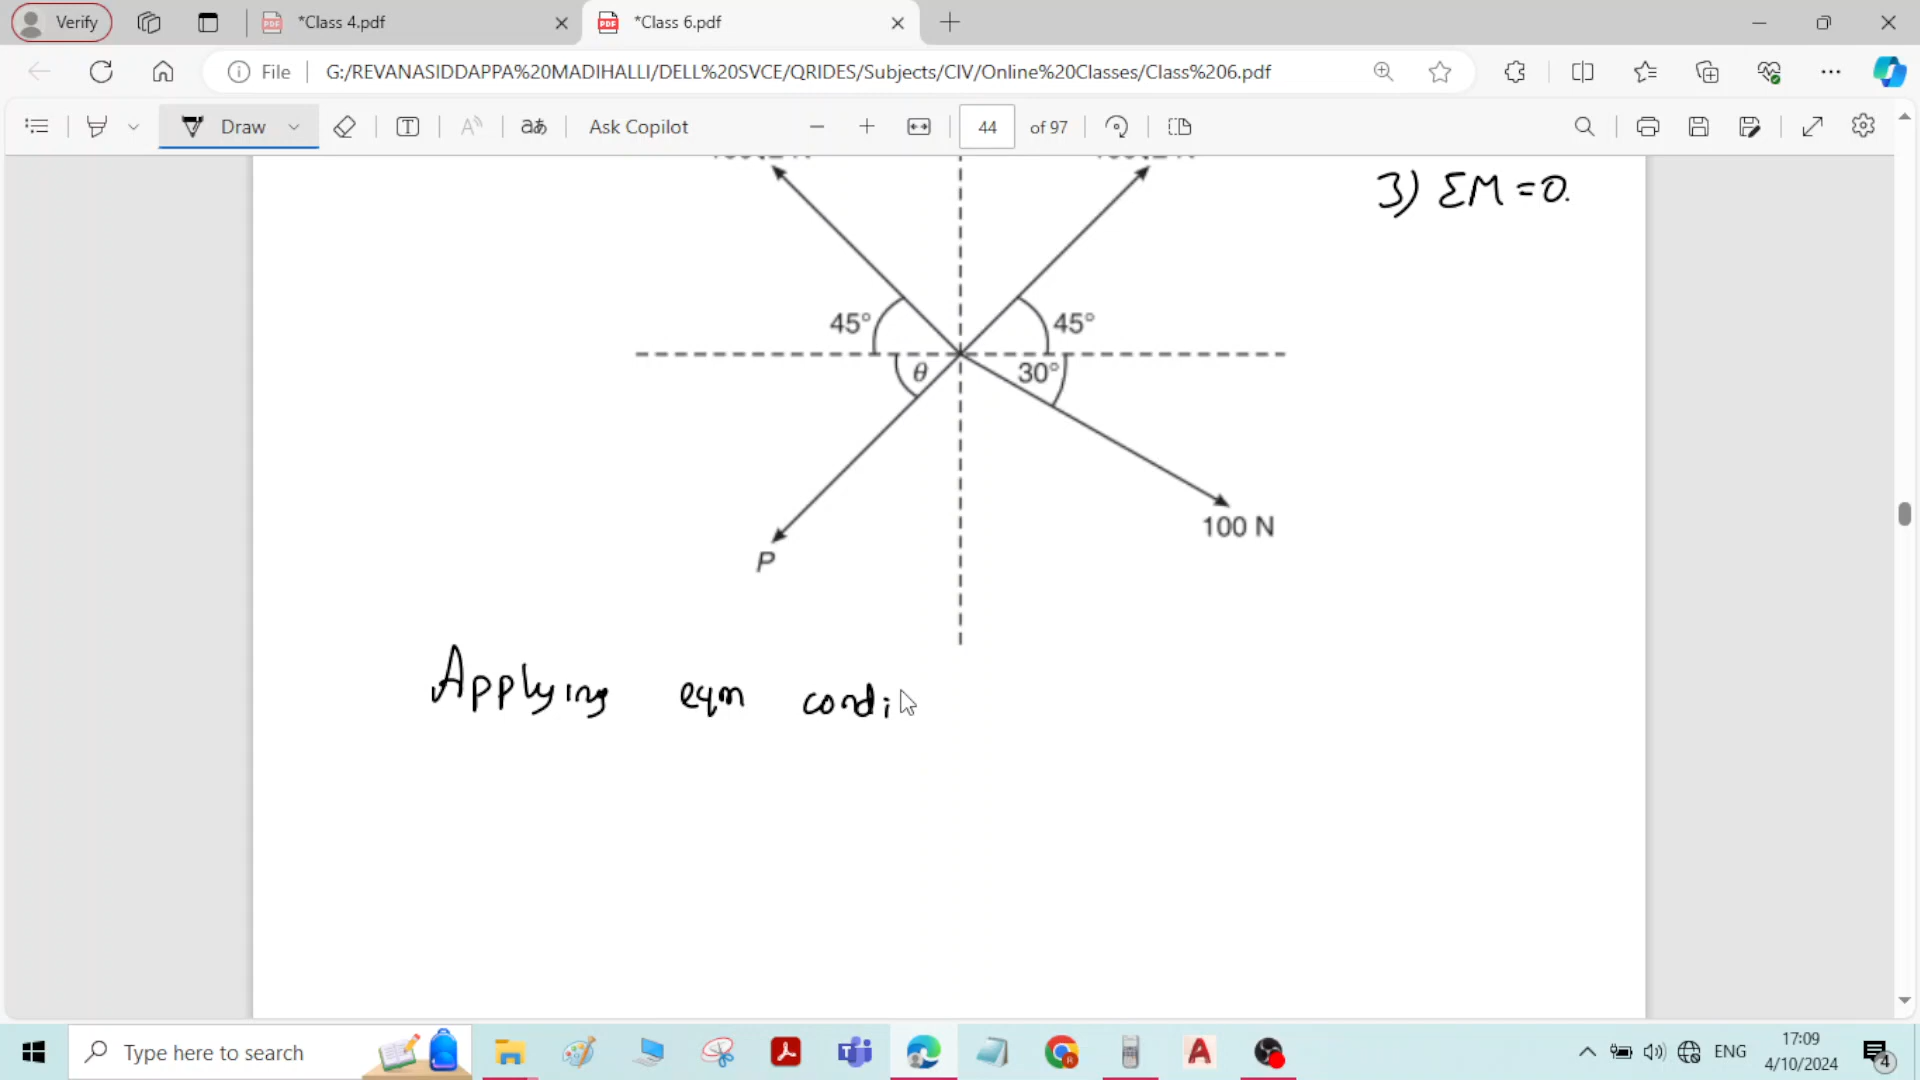 Verify
*Class 4.pdf
*Class 6.pdf
File
G:/REVANASIDDAPPA%20MADIHALLI/DELL%20SVCE/QRIDES/Subjects/CIV/Online%20Classes/Class%206.pdf
Draw
Ask Copilot
44 of 97
3) ΣM = 0.
45°
45°
θ
30°
100 N
P
Applying eqm condi
Type here to search
ENG
17:09
4/10/2024
4